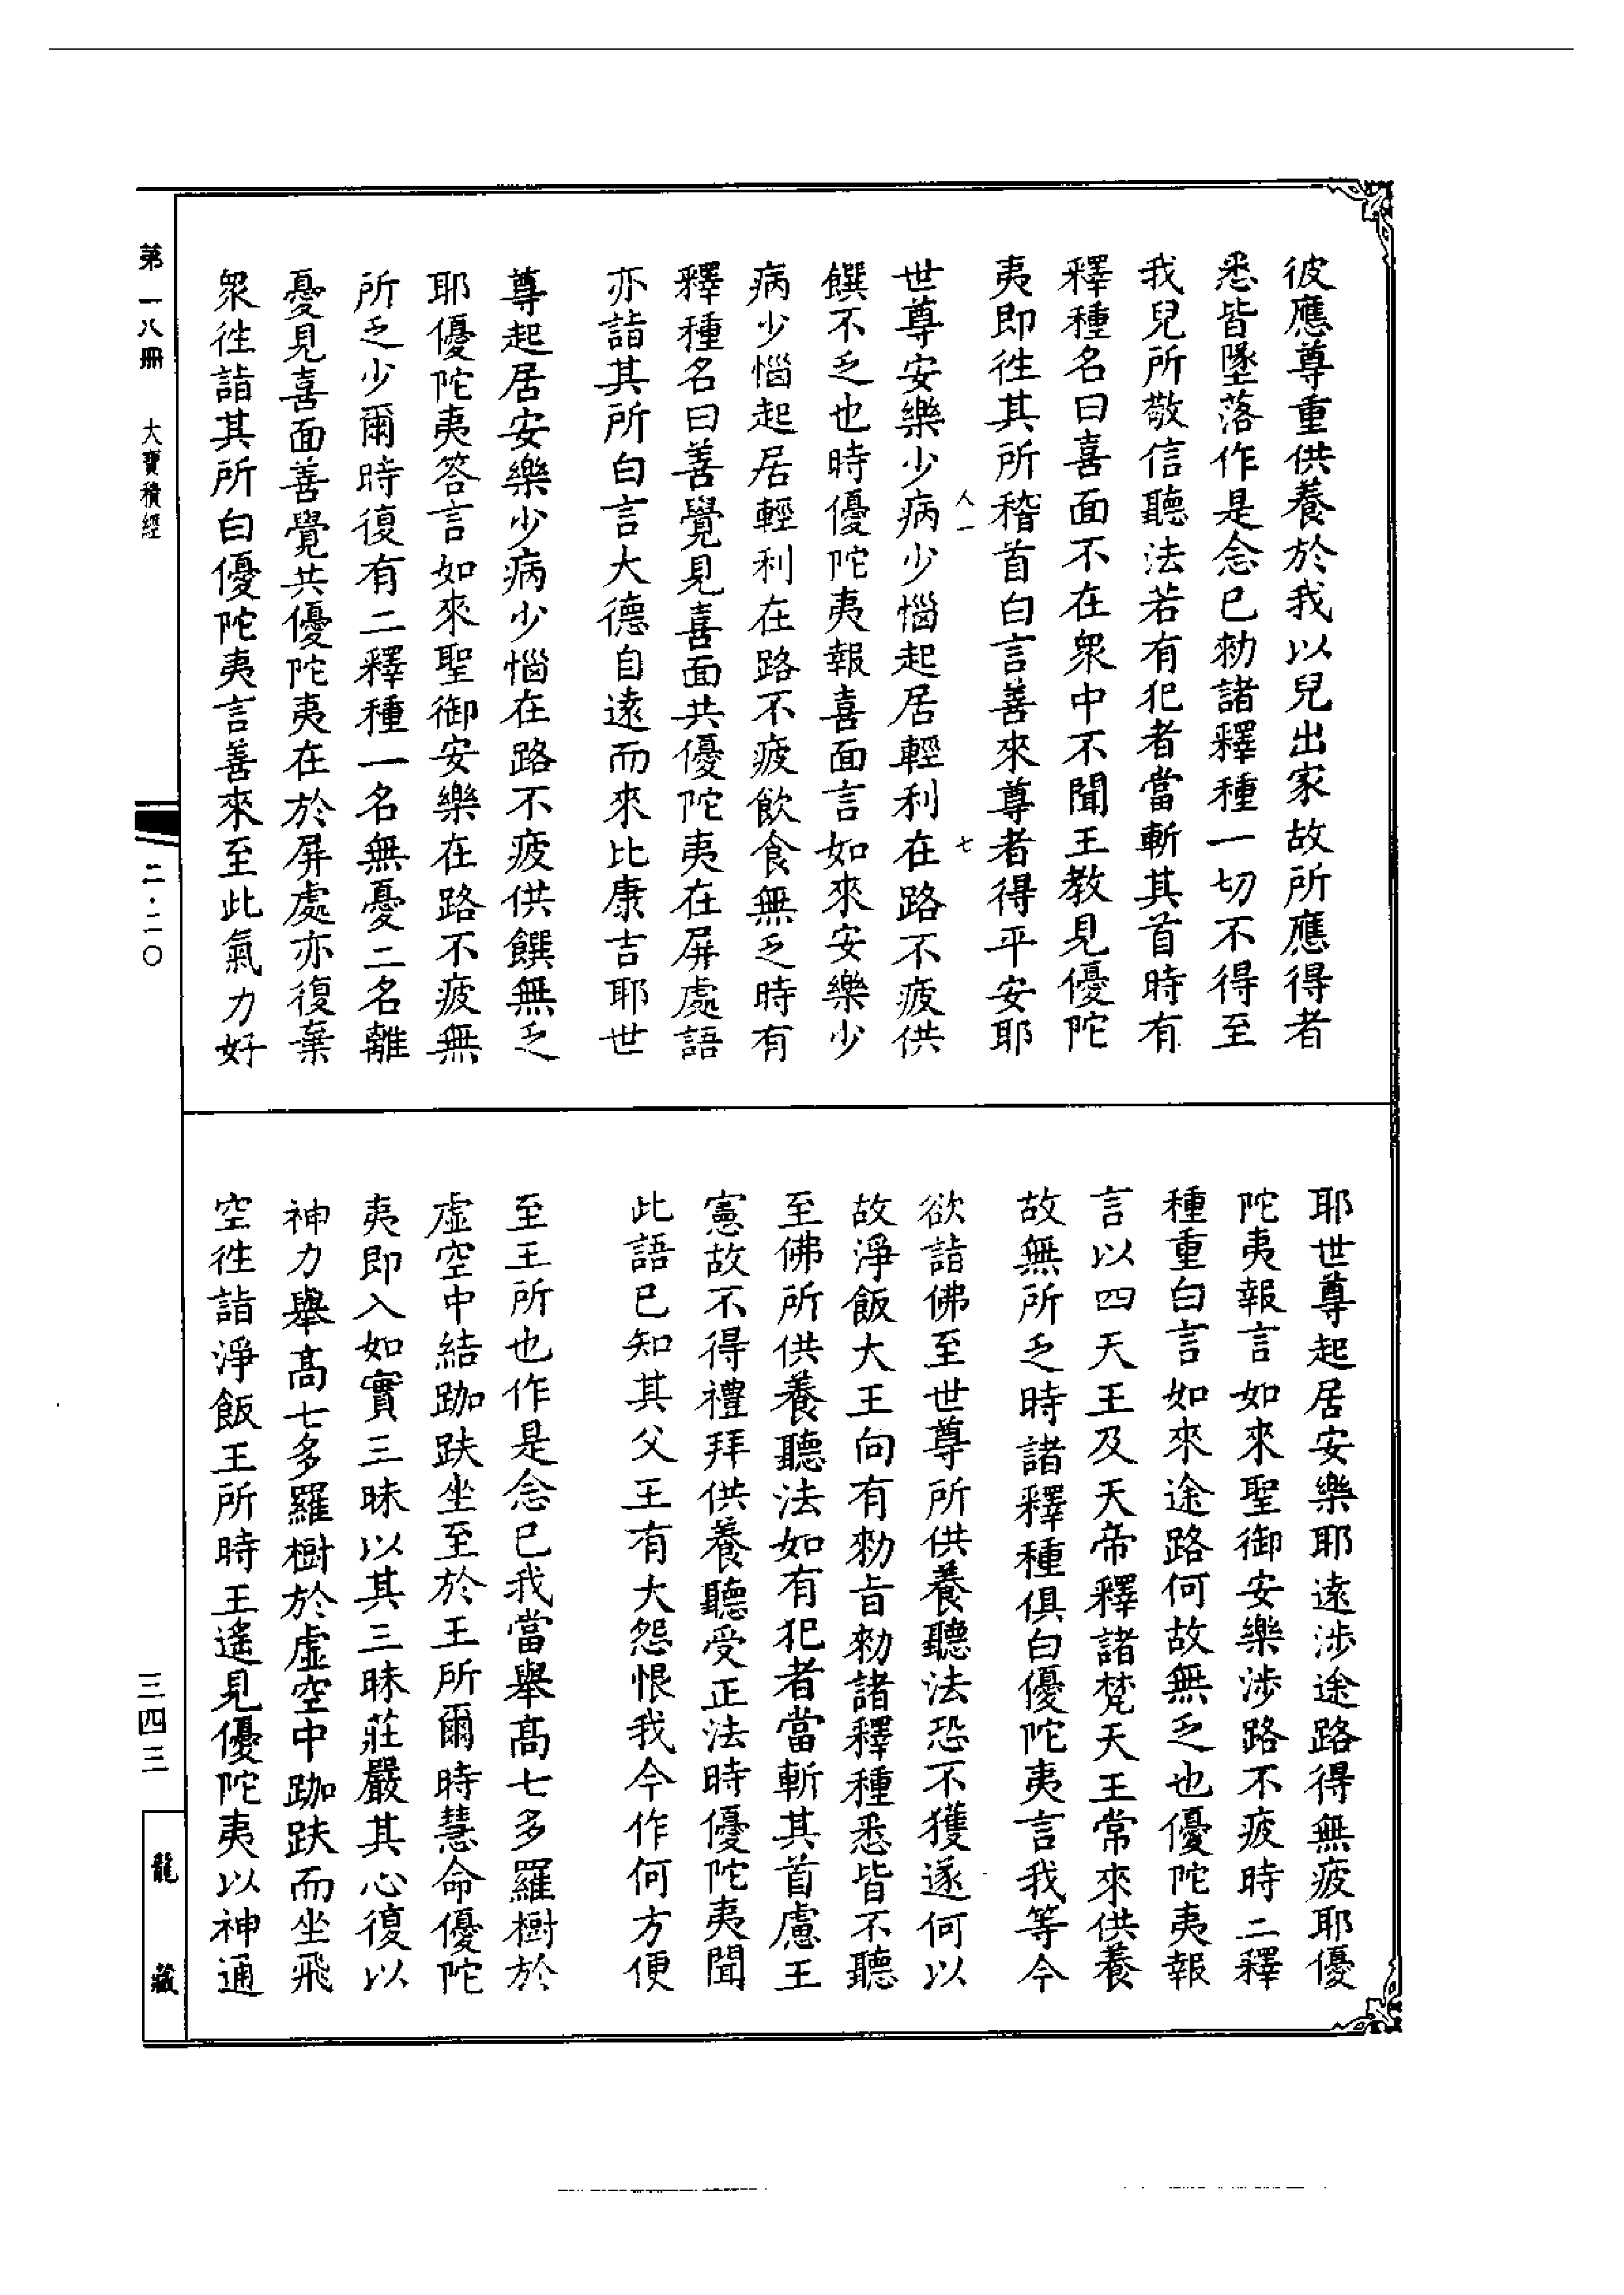 彼應尊重供養於我以兒出家故所應得者
悉皆墜落作是念已勑諸釋種一切不得至
我兒所敬信聽法若有犯者當斬其首時有
釋種名曰喜面不在衆中不聞王教見優陀
夷即徃其所稽首白言善來尊者得平安耶
人一
七
世尊安樂少病少惱起居輕利在路不疲供
饌不乏也時優陀夷報喜面言如來安樂少
病少惱起居輕利在路不疲飲食無乏時有
釋種名曰善覺見喜面共優陀夷在屏處語
亦詣其所白言大德自遠而來比康吉耶世
尊起居安樂少病少惱在路不疲供饌無乏
耶優陀夷答言如來聖御安樂在路不疲無
所乏少爾時復有二釋種一名無憂二名離
憂見喜面善覺共優陀夷在於屏處亦復棄
衆徃詣其所白優陀夷言善來至此氣力好
耶世尊起居安樂耶遠涉途路得無疲耶優
陀夷報言如來聖御安樂涉路不疲時二釋
種重白言如來途路何故無乏也優陀夷報
言以四天王及天帝釋諸梵天王常來供養
故無所乏時諸釋種俱白優陀夷言我等今
欲詣佛至世尊所供養聽法恐不獲遂何以
故淨飯大王向有勑旨勑諸釋種悉皆不聽
至佛所供養聽法如有犯者當斬其首慮王
憲故不得禮拜供養聽受正法時優陀夷聞
此語已知其父王有大怨恨我今作何方便
至王所也作是念已我當舉高七多羅樹於
虛空中結跏趺坐至於王所爾時慧命優陀
夷即入如實三昧以其三昧莊嚴其心復以
神力舉高七多羅樹於虛空中跏趺而坐飛
空徃詣淨飯王所時王遙見優陀夷以神通
第一八冊
大寶積經
二·二〇
三四三
龍藏